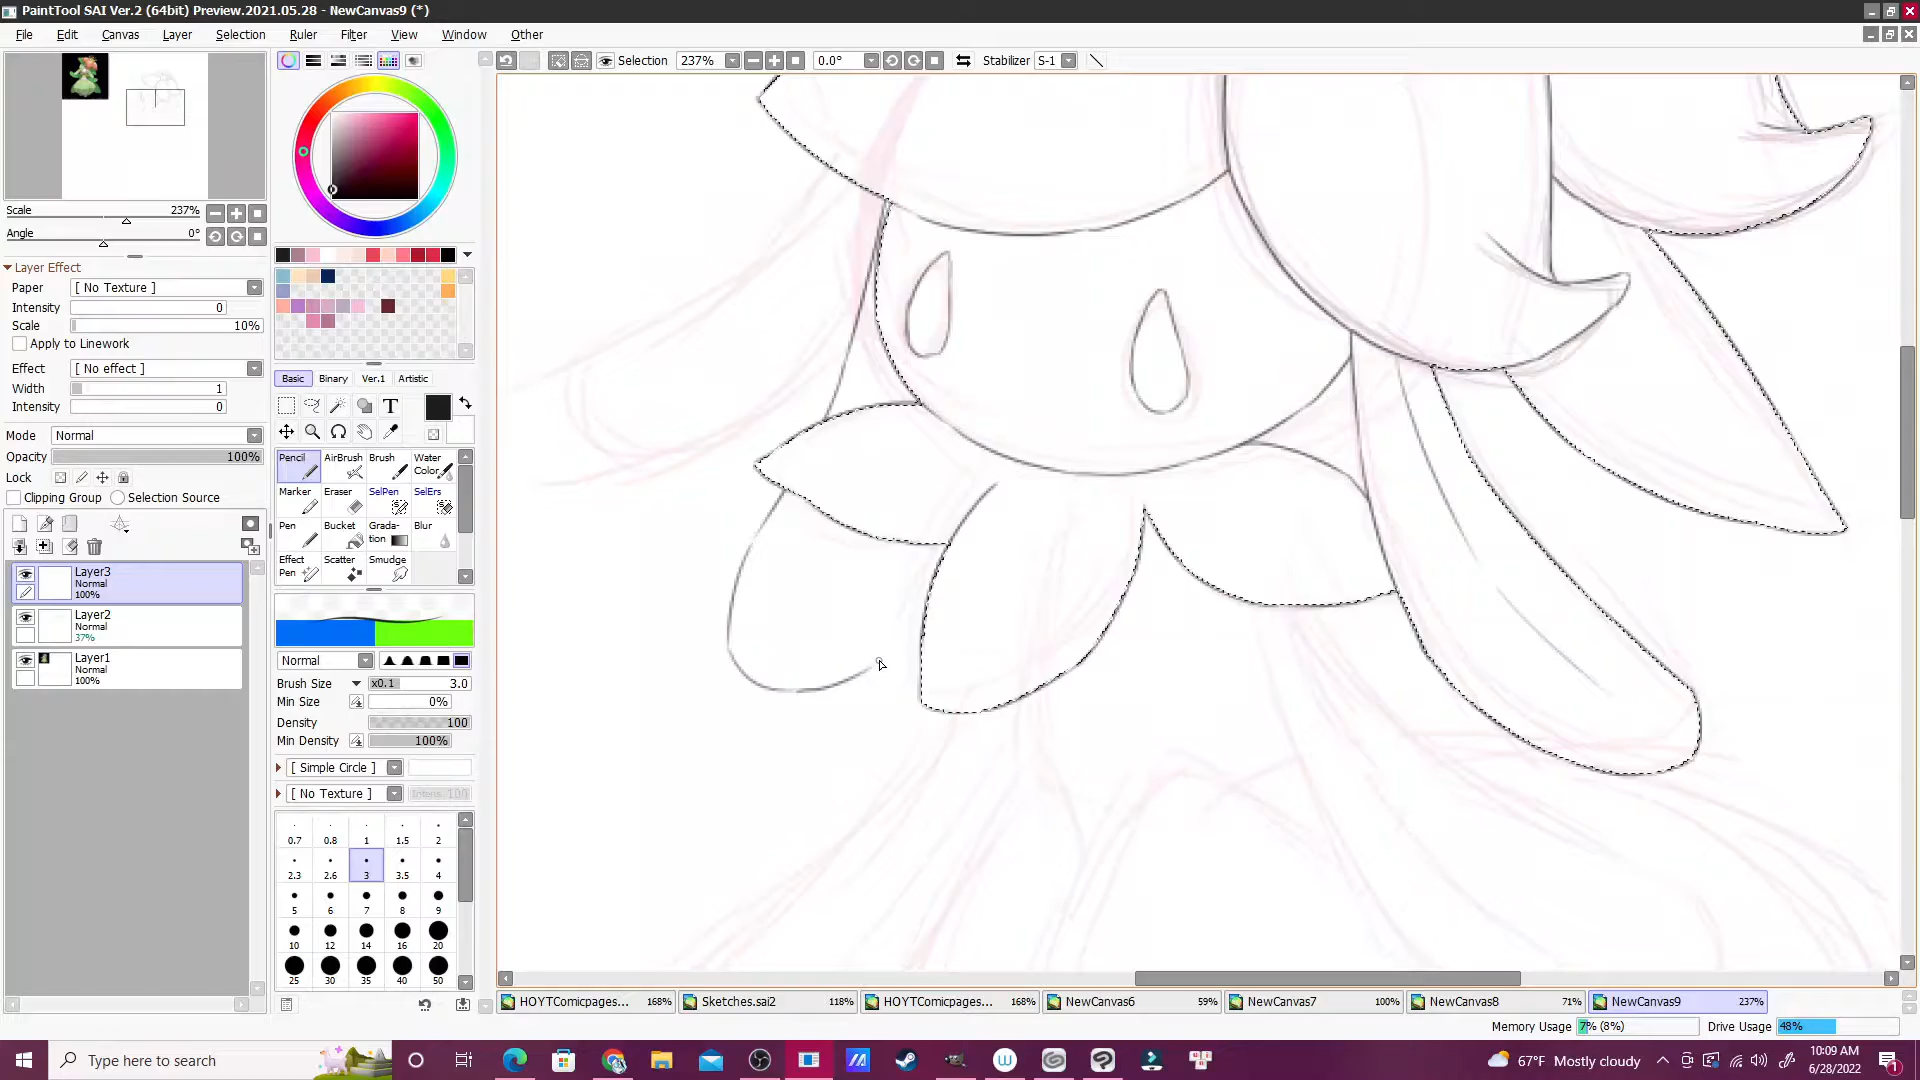 PaintTool SAI Ver.2 (64bit) Preview.2021.05.28 - NewCanvas9 (*)
File Edit Canvas Layer Selection Ruler Filter View Window Other
Selection 237% 0.0° Stabilizer S-1
Scale 237%
Angle 0°
Layer Effect
Paper [ No Texture ]
Intensity 0
Scale 10%
Apply to Linework
Effect [ No effect ]
Width 1
Intensity 0
Mode Normal
Opacity 100%
Lock
Clipping Group Selection Source
Layer3
Normal
100%
Layer2
Normal
37%
Layer1
Normal
100%
Basic Binary Ver.1 Artistic
T
Pencil AirBrush Brush Water Color
Marker Eraser SelPen SelErs
Pen Bucket Grada-tion Blur
Effect Pen Scatter Smudge
Normal
Brush Size x0.1 3.0
Min Size 0%
Density 100
Min Density 100%
[ Simple Circle ]
[ No Texture ] Intens. 100
0.7 0.8 1 1.5 2
2.3 2.6 3 3.5 4
5 6 7 8 9
10 12 14 16 20
25 30 35 40 50
HOYTComicpages... 168% Sketches.sai2 118% HOYTComicpages... 168% NewCanvas6 59% NewCanvas7 100% NewCanvas8 71% NewCanvas9 237%
Memory Usage 7% (8%) Drive Usage 48%
Type here to search
67°F Mostly cloudy
10:09 AM
6/28/2022
1